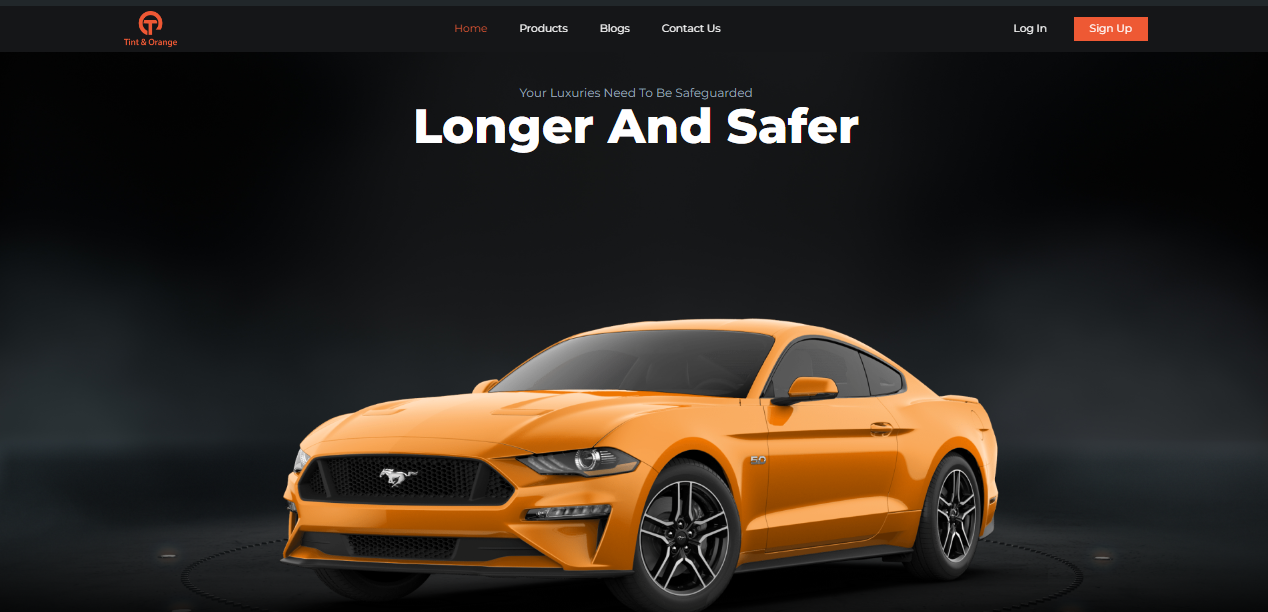 Tint & Orange
Home
Products
Blogs
Contact Us
Log In
Sign Up
Your Luxuries Need To Be Safeguarded
Longer And Safer
5.0